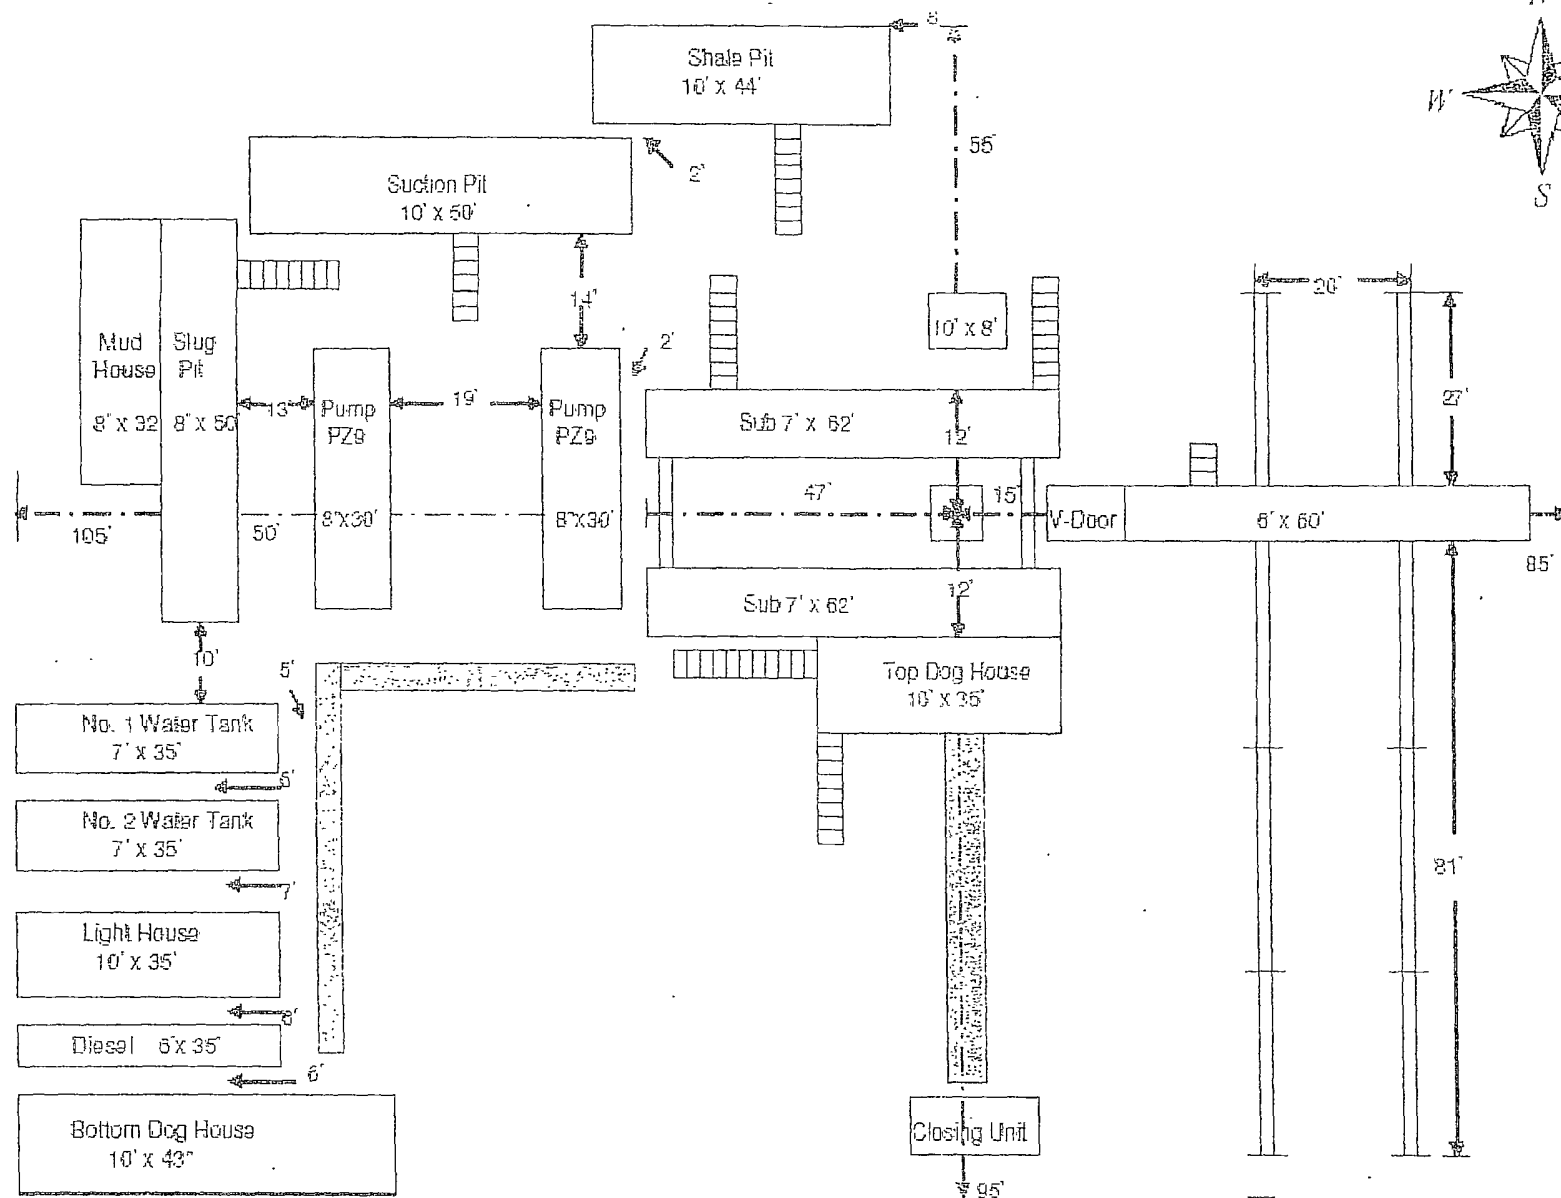 Shale Pit
10' X 44'
55'
W
S
2'
Suction Pit
10' X 50'
14'
20'
10' X 8'
2'
27'
Mud
House
8" X 32
Slug
Pit
8" X 50'
13'
Pump
PZ9
8"X30'
19'
Pump
PZ9
8"X30'
Sub 7' X 62'
12'
47'
15'
V-Door
6' X 60'
85'
105'
50'
12'
Sub 7' X 62'
10'
5'
Top Dog House
10' X 35'
No. 1 Water Tank
7' X 35'
5'
No. 2 Water Tank
7' X 35'
7'
81'
Light House
10' X 35'
Diesel 6'X 35'
6'
Bottom Dog House
10' X 43"
Closing Unit
95'